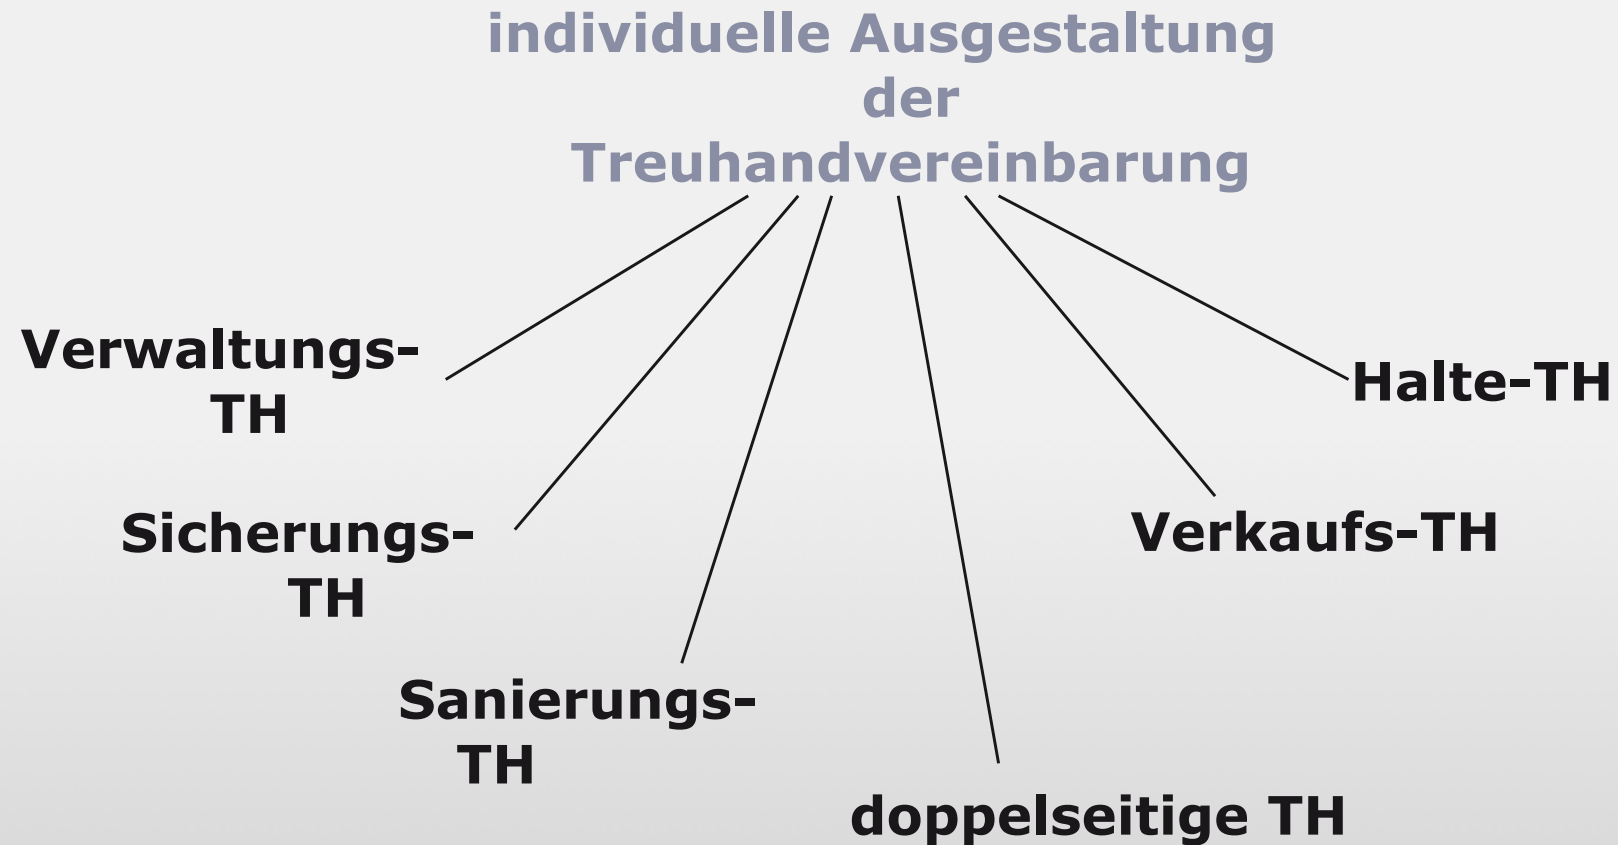 individuelle Ausgestaltung
der
Treuhandvereinbarung
Verwaltungs-
TH
Halte-TH
Sicherungs-
TH
Verkaufs-TH
Sanierungs-
TH
doppelseitige TH